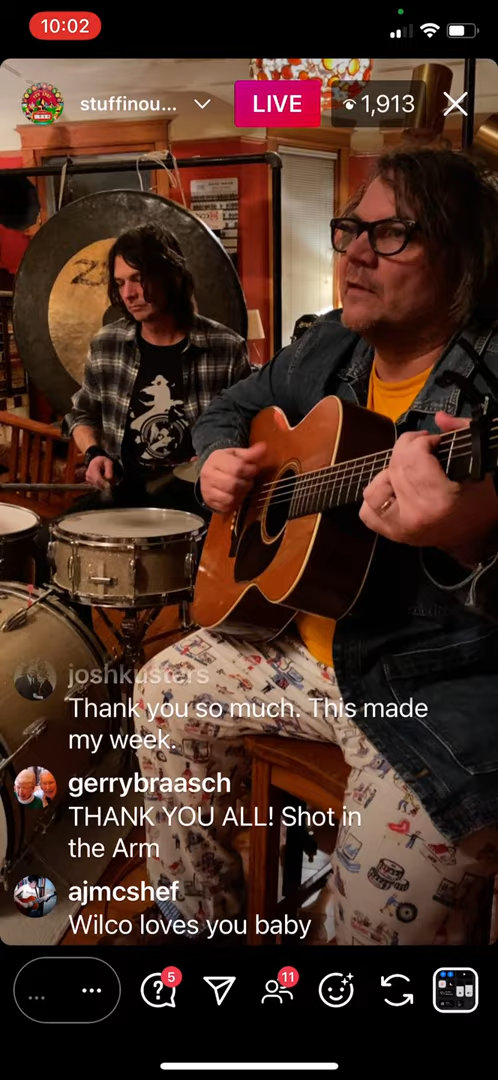 10:02
stuffinou...
LIVE
1,913
joshkusters
Thank you so much. This made
my week.
gerrybraasch
THANK YOU ALL! Shot in
the Arm
ajmcshef
Wilco loves you baby
...
...
5
11